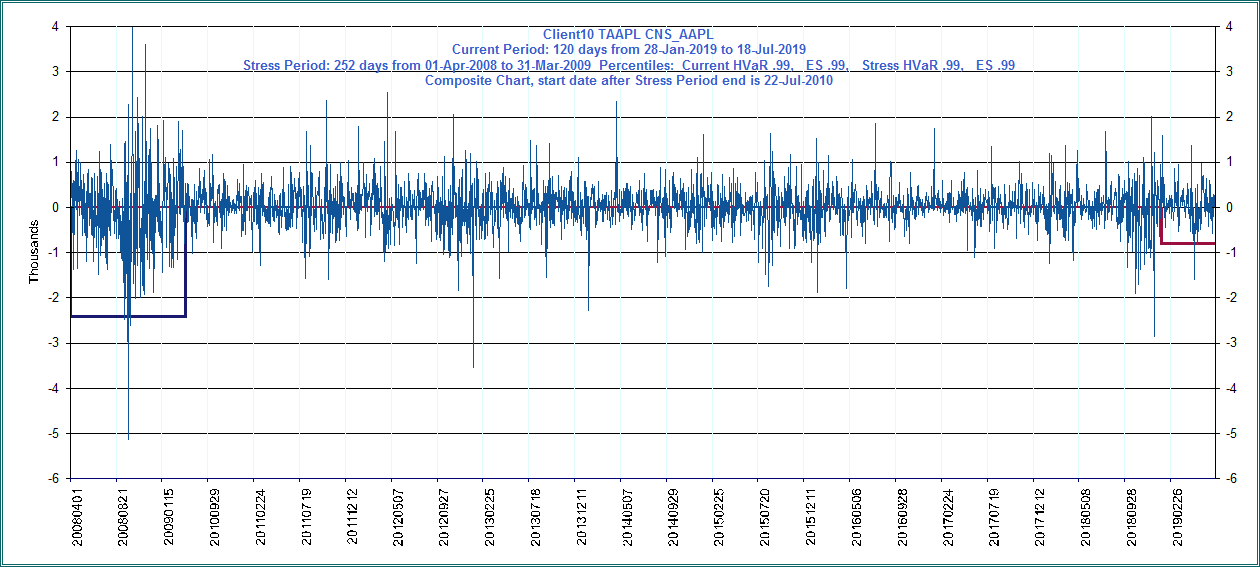 Client10 TAAPL CNS_AAPL
Current Period: 120 days from 28-Jan-2019 to 18-Jul-2019
Stress Period: 252 days from 01-Apr-2008 to 31-Mar-2009 Percentiles: Current HVaR .99, ES .99, Stress HVaR .99, ES .99
Composite Chart, start date after Stress Period end is 22-Jul-2010
4 4
3 3
2 2
1 1
0 0
-1 -1
-2 -2
-3 -3
-4 -4
-5 -5
-6 -6
Thousands
20080401 20080821 20090115 20100929 20110224 20110719 20111212 20120507 20120927 20130225 20130718 20131211 20140507 20140929 20150225 20150720 20151211 20160506 20160928 20170224 20170719 20171212 20180508 20180928 20190226